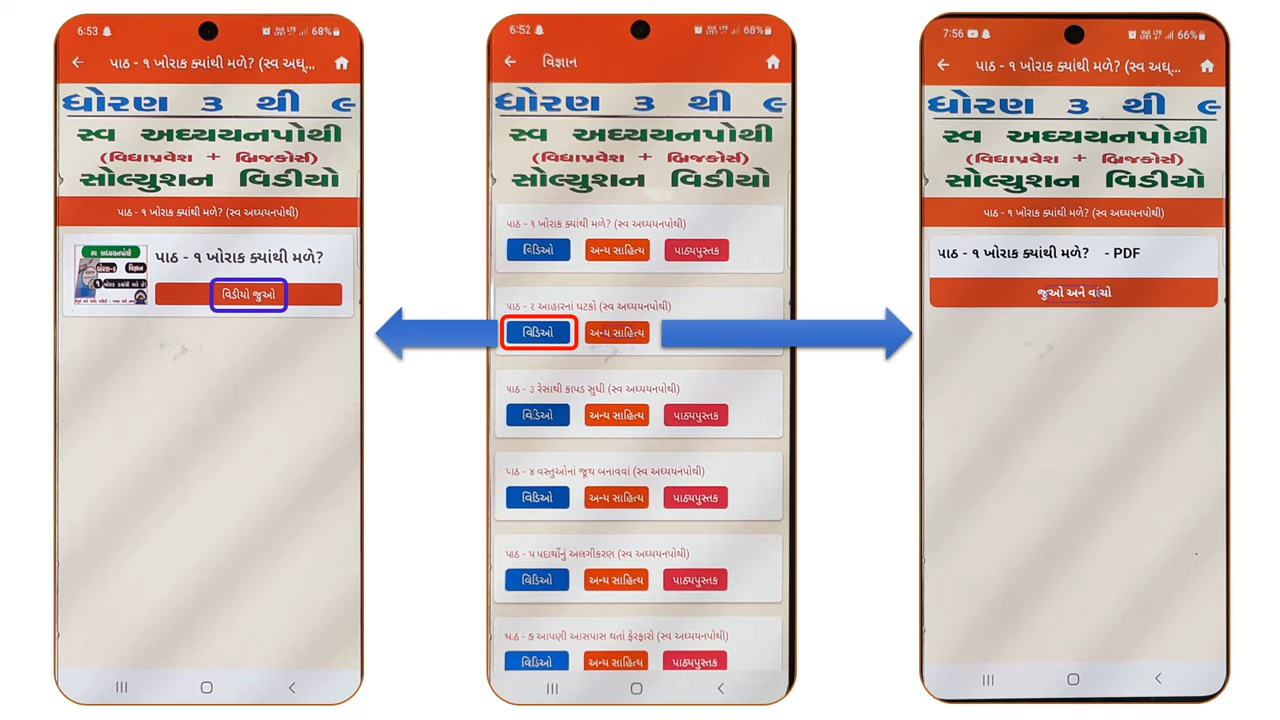 6:53
68%
પાઠ - ૧ ખોરાક ક્યાંથી મળે? (સ્વ અધ્...
ધોરણ ૩ થી ૯
સ્વ અધ્યયનપોથી
(વિદ્યાપ્રવેશ + બ્રિજકોર્સ)
સોલ્યુશન વિડીયો
પાઠ - ૧ ખોરાક ક્યાંથી મળે? (સ્વ અધ્યયનપોથી)
સ્વ અધ્યયનપોથી
ધોરણ-૬ વિજ્ઞાન
પાઠ - ૧ ખોરાક ક્યાંથી મળે?
વિડીયો જુઓ
6:52
68%
વિજ્ઞાન
ધોરણ ૩ થી ૯
સ્વ અધ્યયનપોથી
(વિદ્યાપ્રવેશ + બ્રિજકોર્સ)
સોલ્યુશન વિડીયો
પાઠ - ૧ ખોરાક ક્યાંથી મળે? (સ્વ અધ્યયનપોથી)
વિડિઓ અન્ય સાહિત્ય પાઠ્યપુસ્તક
પાઠ - ૨ આહારનાં ઘટકો (સ્વ અધ્યયનપોથી)
વિડિઓ અન્ય સાહિત્ય
પાઠ - ૩ રેસાથી કાપડ સુધી (સ્વ અધ્યયનપોથી)
વિડિઓ અન્ય સાહિત્ય પાઠ્યપુસ્તક
પાઠ - ૪ વસ્તુઓનાં જૂથ બનાવવાં (સ્વ અધ્યયનપોથી)
વિડિઓ અન્ય સાહિત્ય પાઠ્યપુસ્તક
પાઠ - ૫ પદાર્થોનું અલગીકરણ (સ્વ અધ્યયનપોથી)
વિડિઓ અન્ય સાહિત્ય પાઠ્યપુસ્તક
પાઠ - ૬ આપણી આસપાસ થતાં ફેરફારો (સ્વ અધ્યયનપોથી)
વિડિઓ અન્ય સાહિત્ય પાઠ્યપુસ્તક
7:56
66%
પાઠ - ૧ ખોરાક ક્યાંથી મળે? (સ્વ અધ્...
ધોરણ ૩ થી ૯
સ્વ અધ્યયનપોથી
(વિદ્યાપ્રવેશ + બ્રિજકોર્સ)
સોલ્યુશન વિડીયો
પાઠ - ૧ ખોરાક ક્યાંથી મળે? (સ્વ અધ્યયનપોથી)
પાઠ - ૧ ખોરાક ક્યાંથી મળે? - PDF
જુઓ અને વાંચો